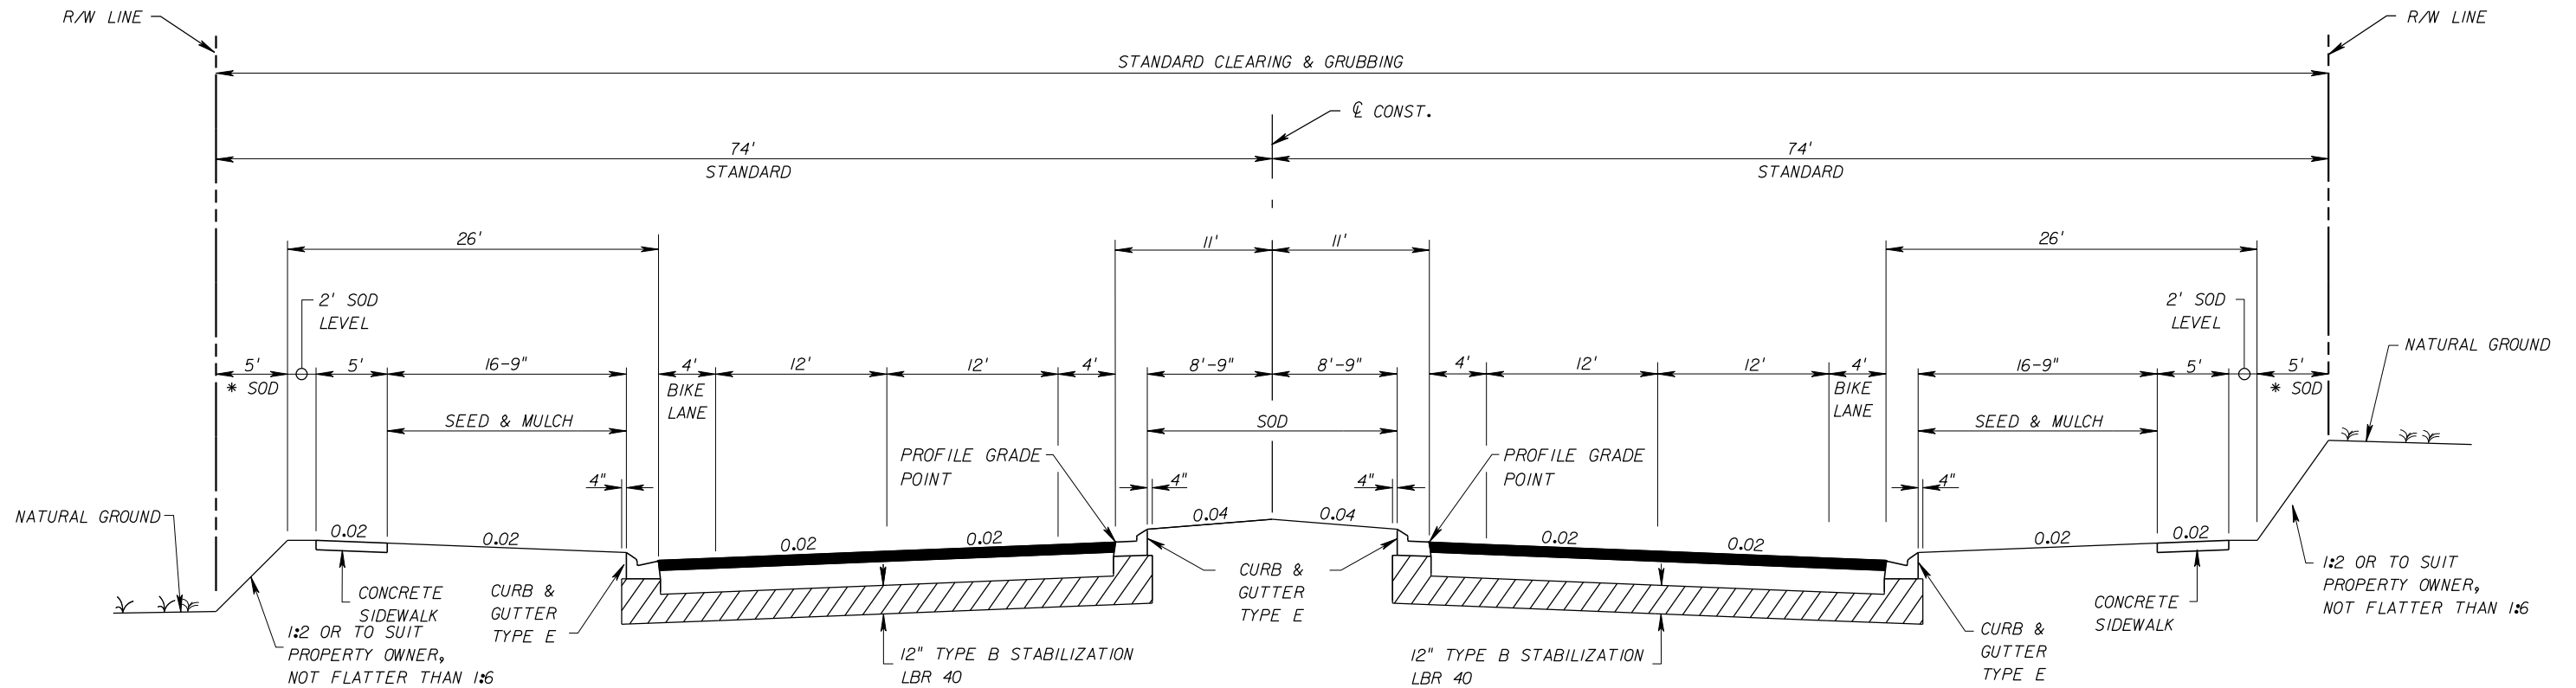 R/W LINE
R/W LINE
STANDARD CLEARING & GRUBBING
℄ CONST.
74'
74'
STANDARD
STANDARD
26'
11'
11'
26'
2' SOD
LEVEL
2' SOD
LEVEL
5'
5'
16-9"
4'
12'
12'
4'
8'-9"
8'-9"
4'
12'
12'
4'
16-9"
5'
5'
* SOD
BIKE
LANE
BIKE
LANE
* SOD
NATURAL GROUND
SEED & MULCH
SOD
SEED & MULCH
PROFILE GRADE
POINT
PROFILE GRADE
POINT
4"
4"
4"
4"
NATURAL GROUND
0.02
0.02
0.02
0.02
0.04
0.04
0.02
0.02
0.02
0.02
CONCRETE
SIDEWALK
CURB &
GUTTER
TYPE E
CURB &
GUTTER
TYPE E
CONCRETE
SIDEWALK
1:2 OR TO SUIT
PROPERTY OWNER,
NOT FLATTER THAN 1:6
1:2 OR TO SUIT
PROPERTY OWNER,
NOT FLATTER THAN 1:6
12" TYPE B STABILIZATION
LBR 40
12" TYPE B STABILIZATION
LBR 40
CURB &
GUTTER
TYPE E